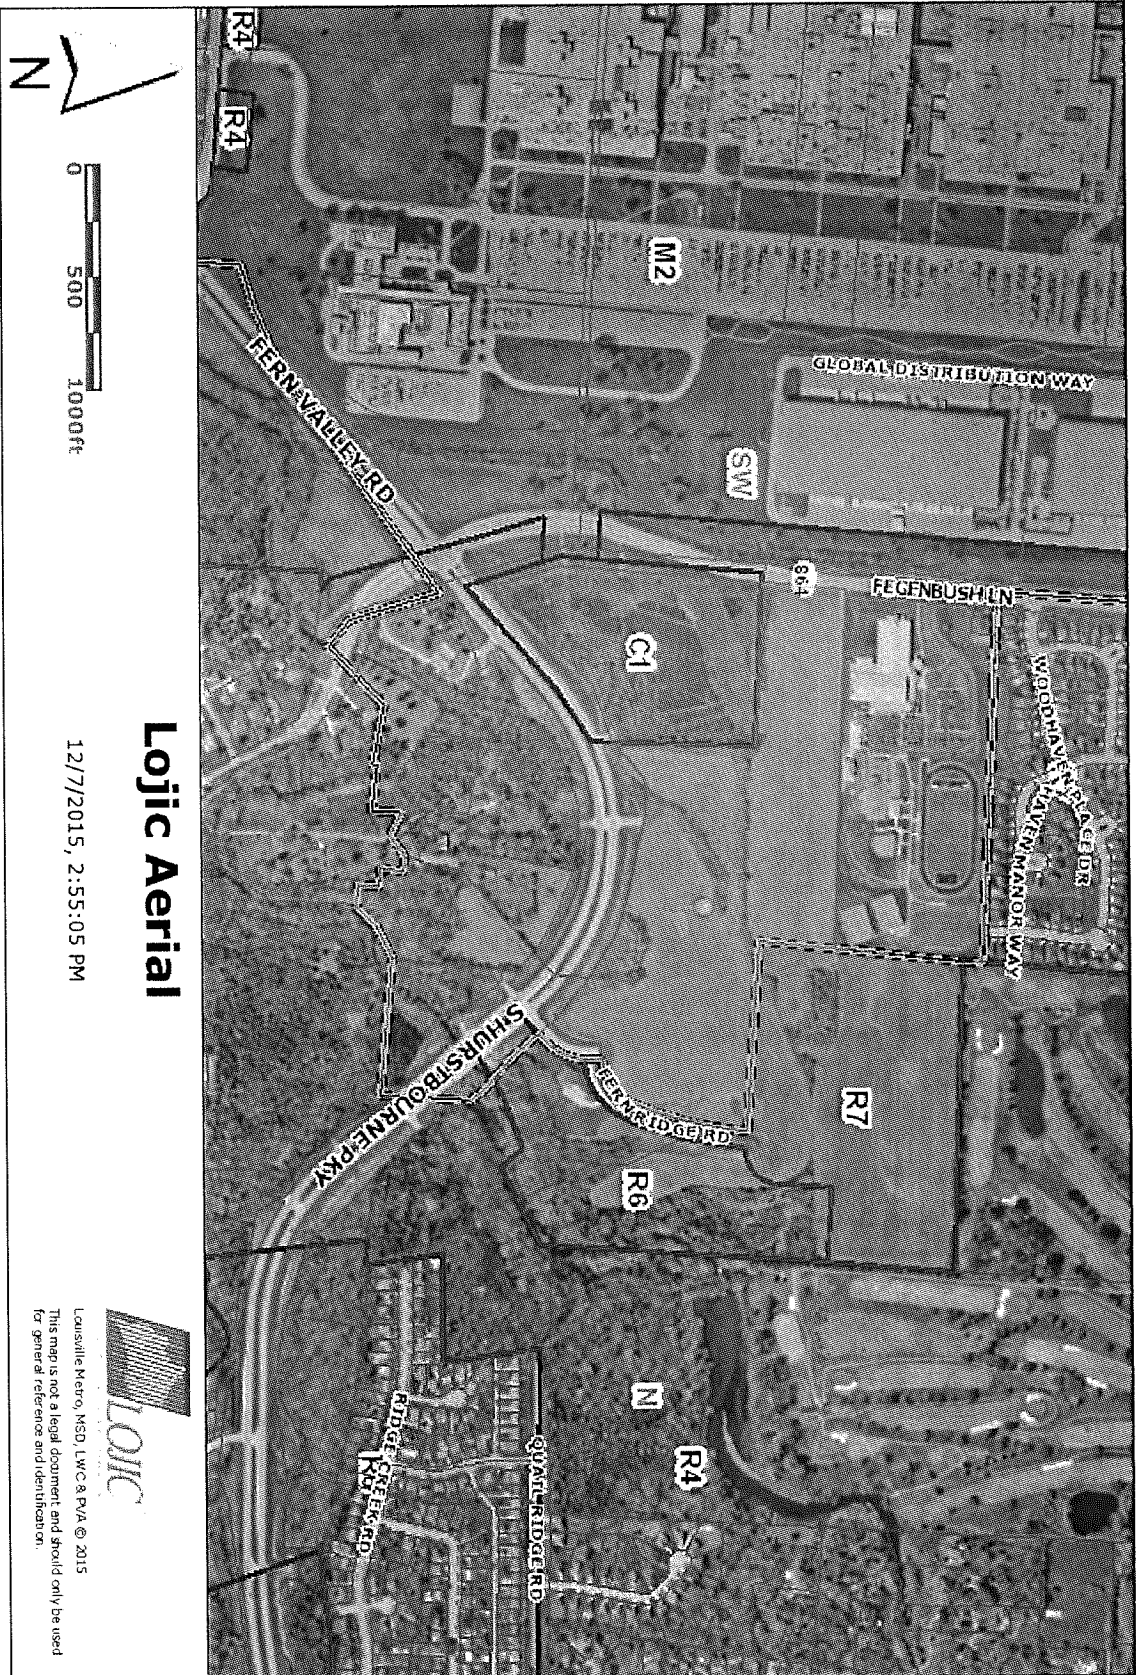 R4
R4
M2
GLOBAL DISTRIBUTION WAY
SW
FERN VALLEY RD
C1
864
FEGENBUSH LN
WOODHAVEN PLACE DR
HAVEN MANOR WAY
S HURSTBOURNE PKY
FERN RIDGE RD
R7
R6
N
R4
QUAIL RIDGE RD
RIDGE CREEK RD
N
0 500 1000ft
Lojic Aerial
12/7/2015, 2:55:05 PM
LOJIC
Louisville Metro, MSD, LWC & PVA © 2015
This map is not a legal document and should only be used
for general reference and identification.